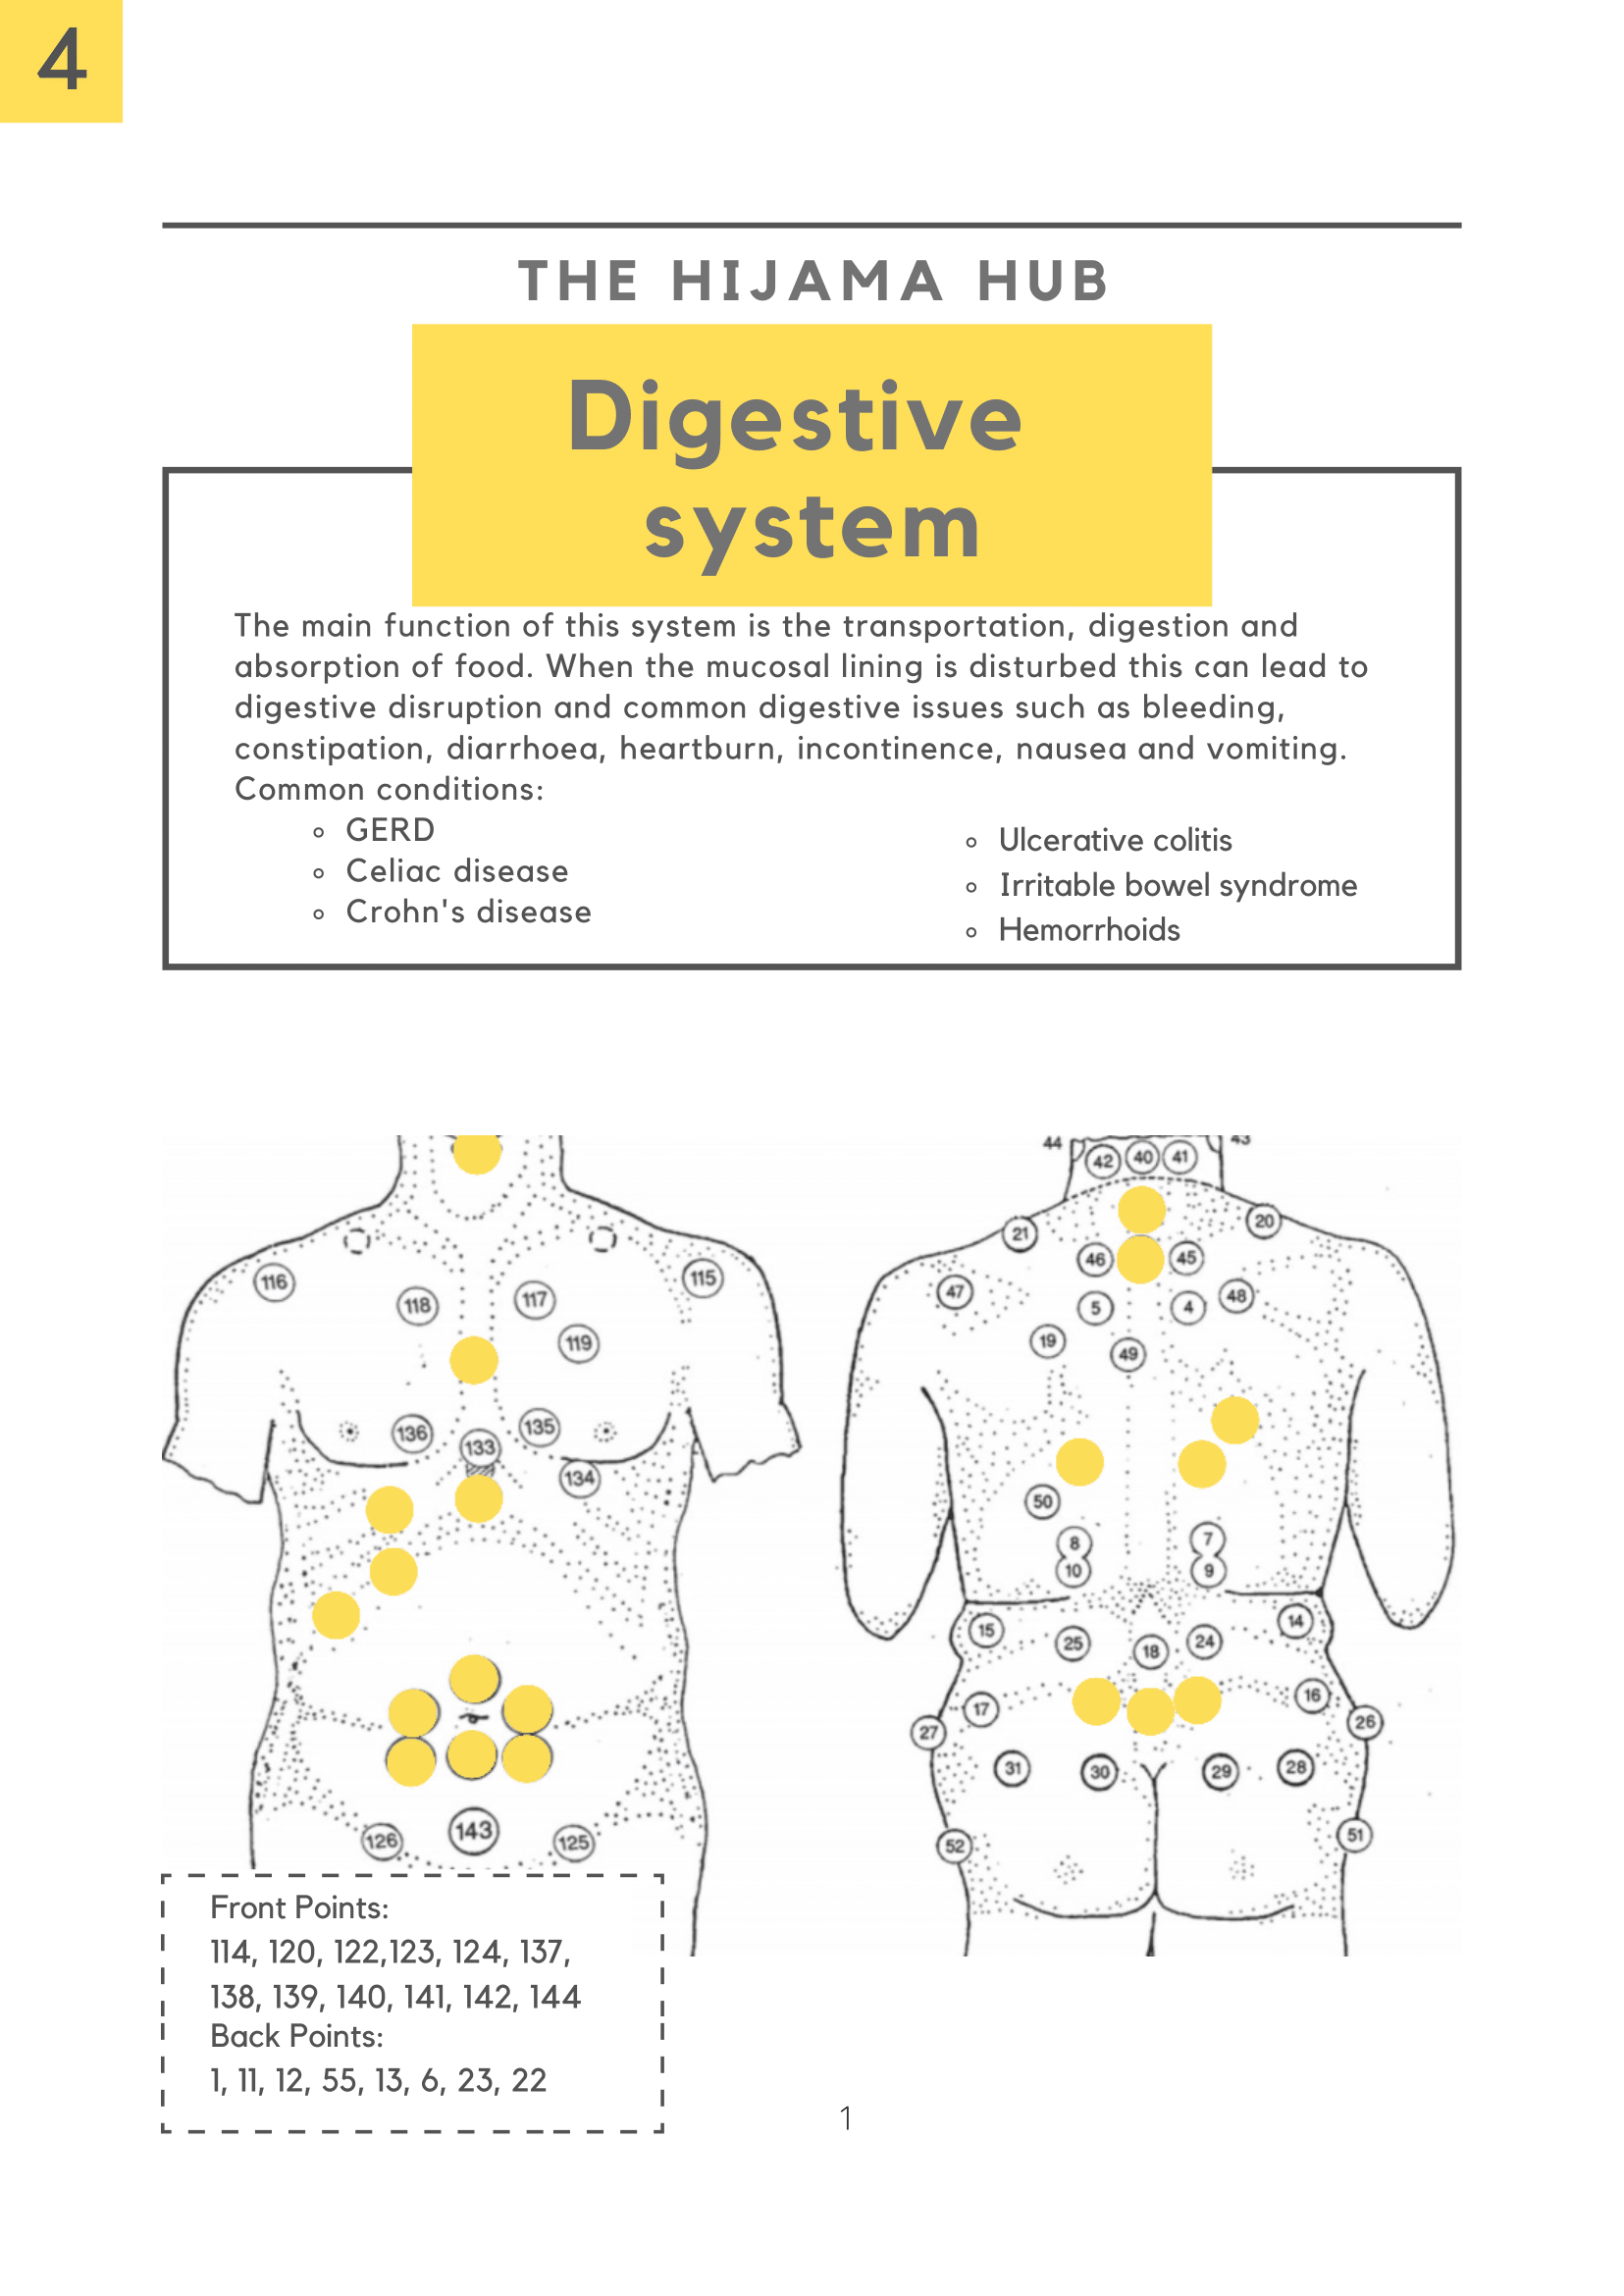 4
THE HIJAMA HUB
Digestive
system
The main function of this system is the transportation, digestion and
absorption of food. When the mucosal lining is disturbed this can lead to
digestive disruption and common digestive issues such as bleeding,
constipation, diarrhoea, heartburn, incontinence, nausea and vomiting.
Common conditions:
GERD
Celiac disease
Crohn's disease
Ulcerative colitis
Irritable bowel syndrome
Hemorrhoids
116
118
117
115
119
136
133
135
134
126
143
125
44
42
40
41
43
21
20
46
45
47
5
4
48
19
49
50
8
7
10
9
15
25
18
24
14
17
16
27
26
31
30
29
28
52
51
Front Points:
114, 120, 122,123, 124, 137,
138, 139, 140, 141, 142, 144
Back Points:
1, 11, 12, 55, 13, 6, 23, 22
1